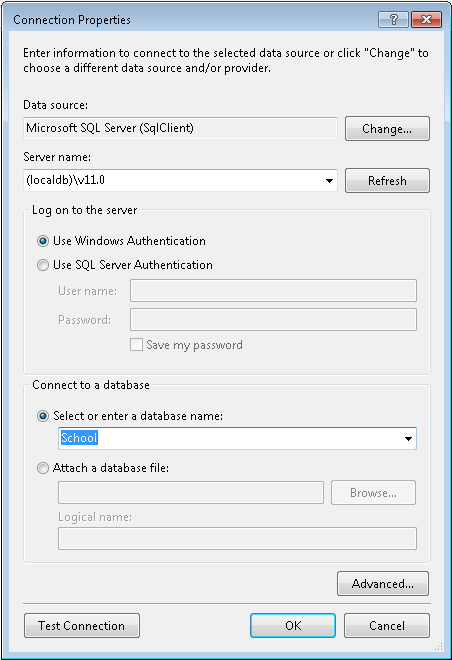 Connection Properties
?
Enter information to connect to the selected data source or click "Change" to
choose a different data source and/or provider.
Data source:
Microsoft SQL Server (SqlClient)
Change...
Server name:
(localdb)\v11.0
Refresh
Log on to the server
Use Windows Authentication
Use SQL Server Authentication
User name:
Password:
Save my password
Connect to a database
Select or enter a database name:
School
Attach a database file:
Browse...
Logical name:
Advanced...
Test Connection
OK
Cancel